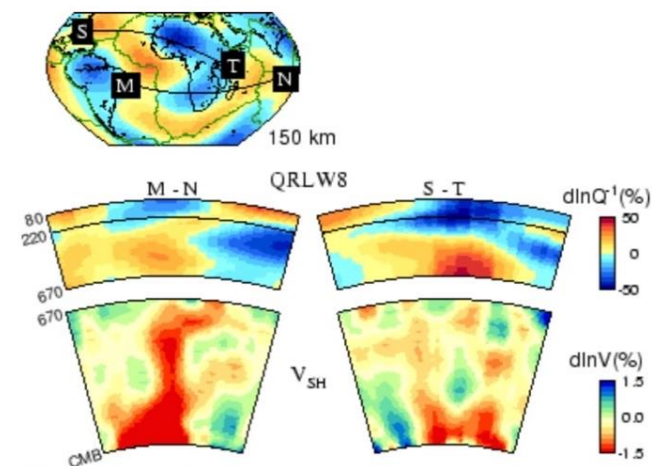 S
T
N
M
150 km
QRLW8
M - N
S - T
dlnQ⁻¹(%)
80
220
670
50
0
-50
670
CMB
V_SH
dlnV(%)
1.5
0.0
-1.5